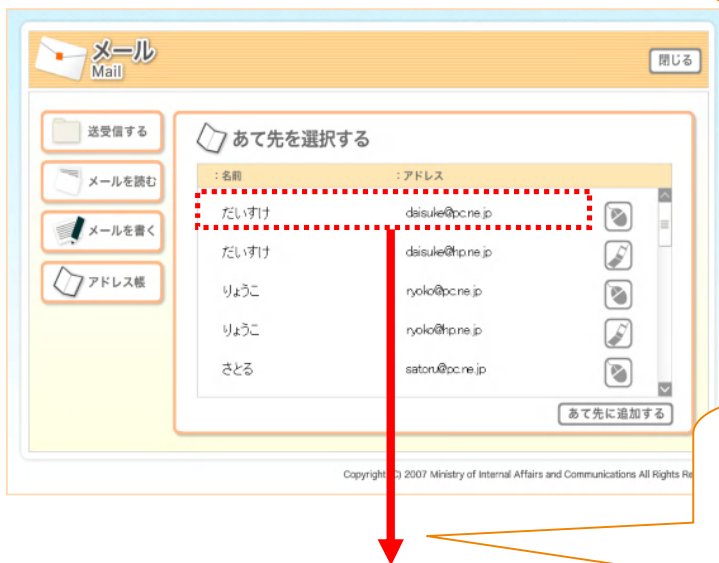 メール
Mail
閉じる
送受信する
メールを読む
メールを書く
アドレス帳
あて先を選択する
:名前 :アドレス
だいすけ daisuke@pc.ne.jp
だいすけ daisuke@hp.ne.jp
りょうこ ryoko@pc.ne.jp
りょうこ ryoko@hp.ne.jp
さとる satoru@pc.ne.jp
あて先に追加する
Copyright (C) 2007 Ministry of Internal Affairs and Communications All Rights Re